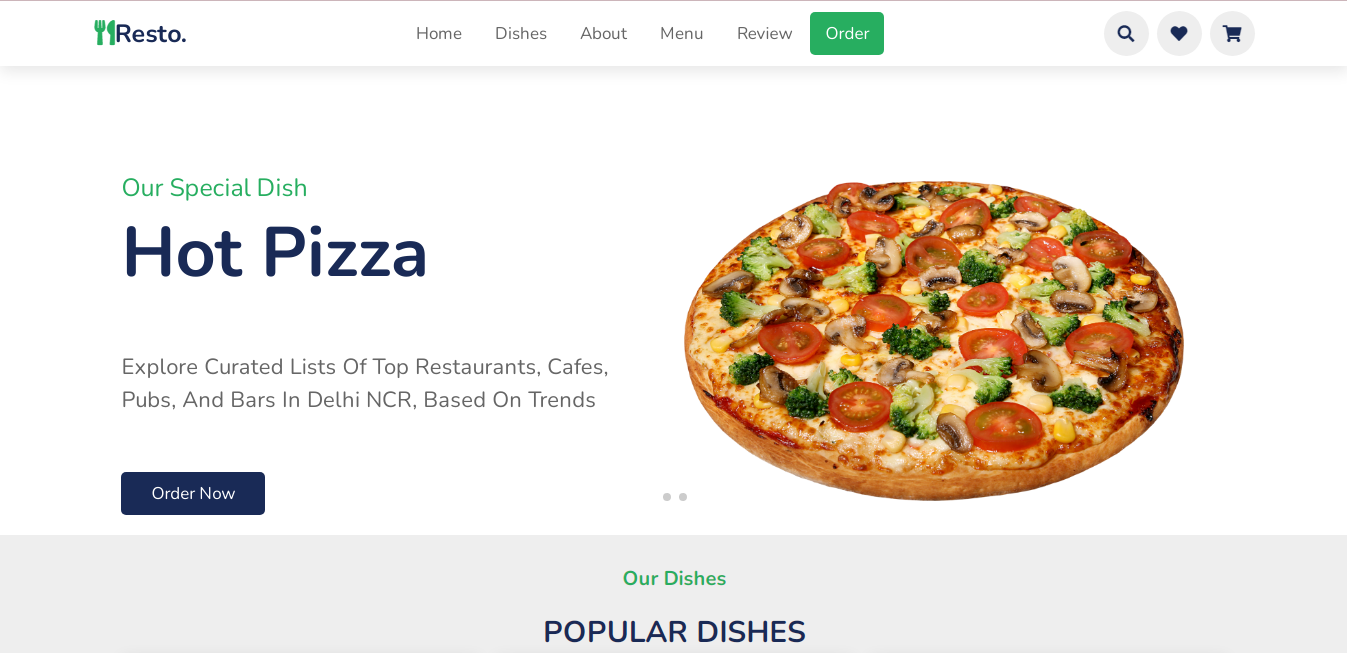 Resto.
Home
Dishes
About
Menu
Review
Order
Our Special Dish
Hot Pizza
Explore Curated Lists Of Top Restaurants, Cafes,
Pubs, And Bars In Delhi NCR, Based On Trends
Order Now
Our Dishes
POPULAR DISHES